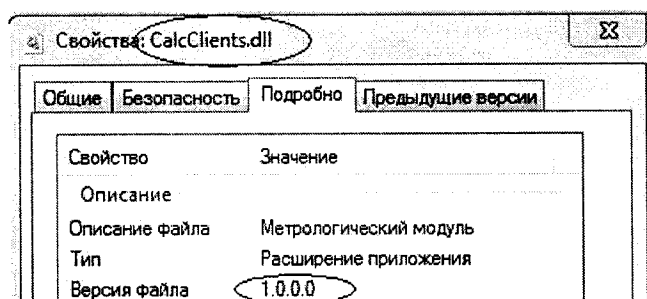 Свойства: CalcClients.dll
Общие Безопасность Подробно Предыдущие версии
Свойство Значение
Описание
Описание файла Метрологический модуль
Тип Расширение приложения
Версия файла 1.0.0.0